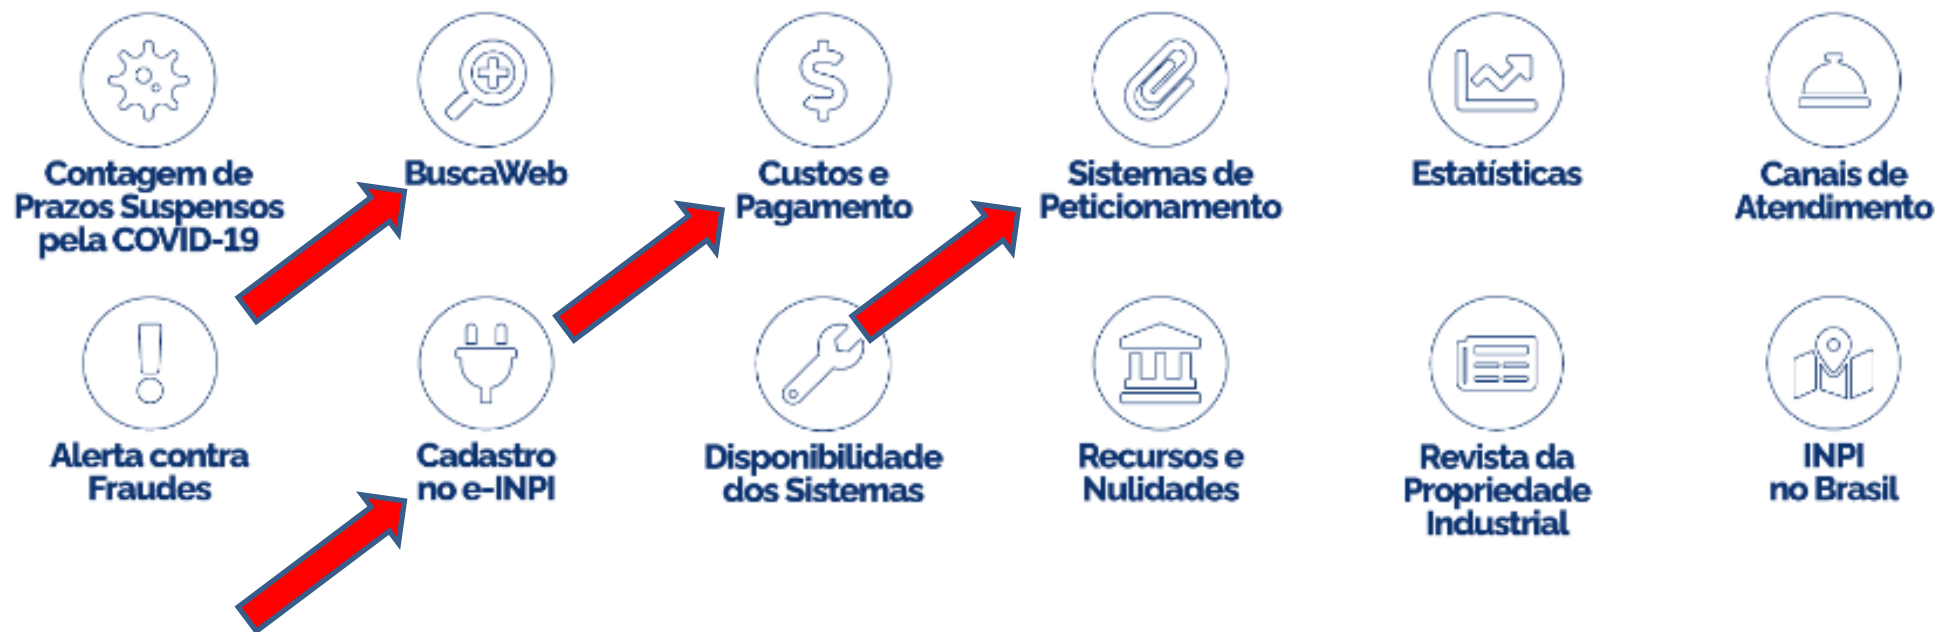 Contagem de
Prazos Suspensos
pela COVID-19
BuscaWeb
Custos e
Pagamento
Sistemas de
Peticionamento
Estatísticas
Canais de
Atendimento
Alerta contra
Fraudes
Cadastro
no e-INPI
Disponibilidade
dos Sistemas
Recursos e
Nulidades
Revista da
Propriedade
Industrial
INPI
no Brasil